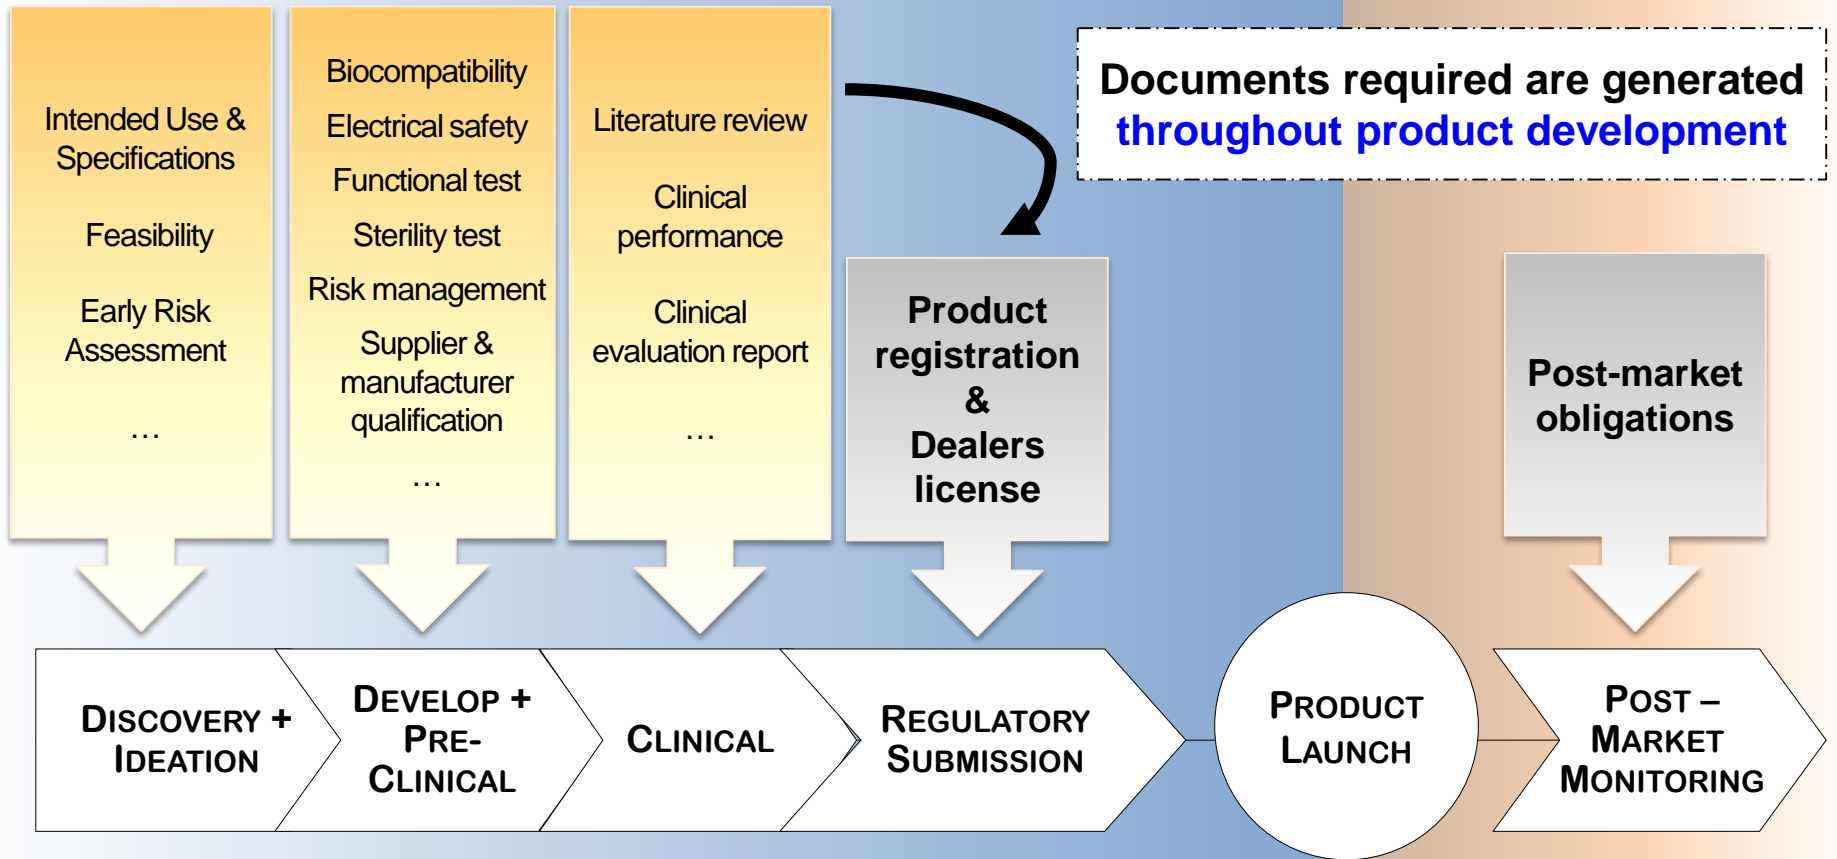 Intended Use &
Specifications
Feasibility
Early Risk
Assessment
…
Biocompatibility
Electrical safety
Functional test
Sterility test
Risk management
Supplier &
manufacturer
qualification
…
Literature review
Clinical
performance
Clinical
evaluation report
…
Product
registration
&
Dealers
license
Documents required are generated
throughout product development
Post-market
obligations
DISCOVERY +
IDEATION
DEVELOP +
PRE-
CLINICAL
CLINICAL
REGULATORY
SUBMISSION
PRODUCT
LAUNCH
POST –
MARKET
MONITORING